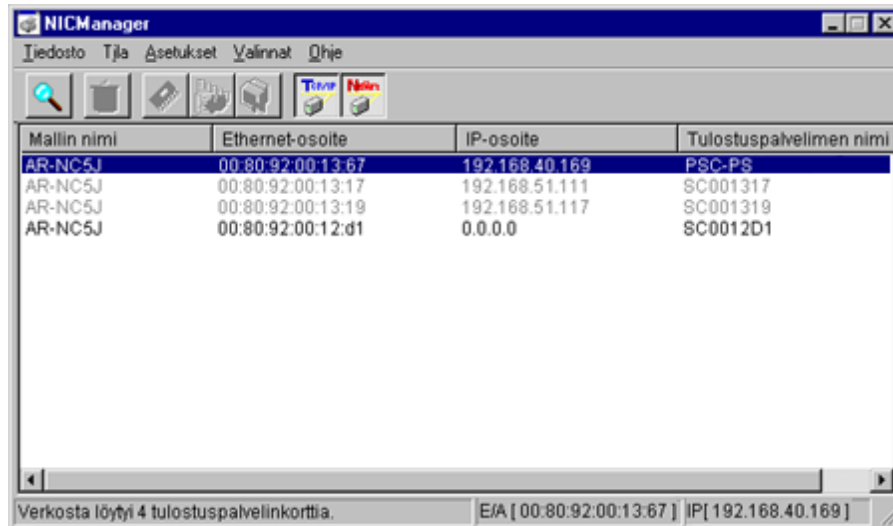 NICManager
Tiedosto Tjla Asetukset Valinnat Ohje
Mallin nimi Ethernet-osoite IP-osoite Tulostuspalvelimen nimi
AR-NC5J 00:80:92:00:13:67 192.168.40.169 PSC-PS
AR-NC5J 00:80:92:00:13:17 192.168.51.111 SC001317
AR-NC5J 00:80:92:00:13:19 192.168.51.117 SC001319
AR-NC5J 00:80:92:00:12:d1 0.0.0.0 SC0012D1
Verkosta löytyi 4 tulostuspalvelinkorttia. E/A [ 00:80:92:00:13:67 ] IP[ 192.168.40.169 ]